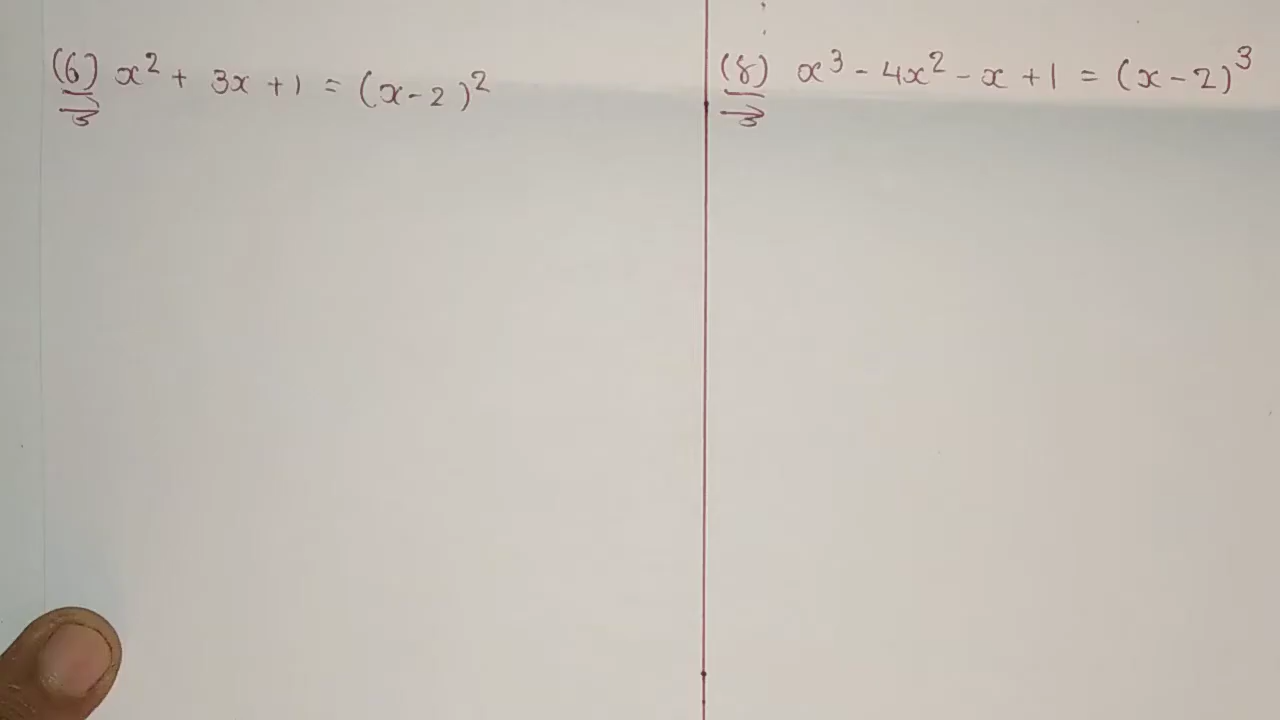 (6) x² + 3x + 1 = (x - 2)²
(8) x³ - 4x² - x + 1 = (x - 2)³